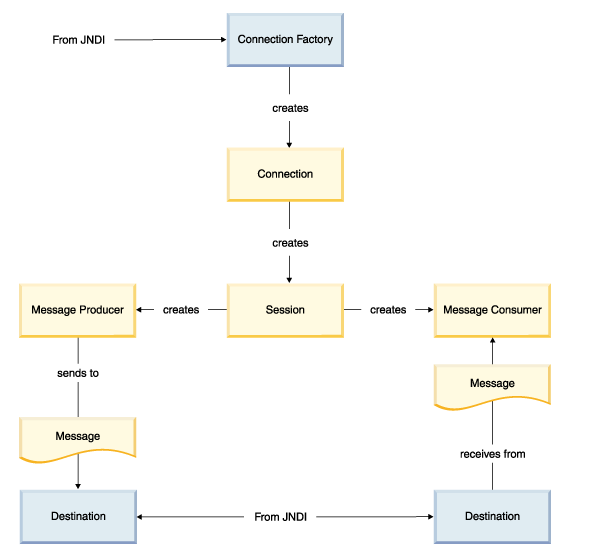 From JNDI
Connection Factory
creates
Connection
creates
Message Producer
creates
Session
creates
Message Consumer
sends to
Message
Message
receives from
Destination
From JNDI
Destination